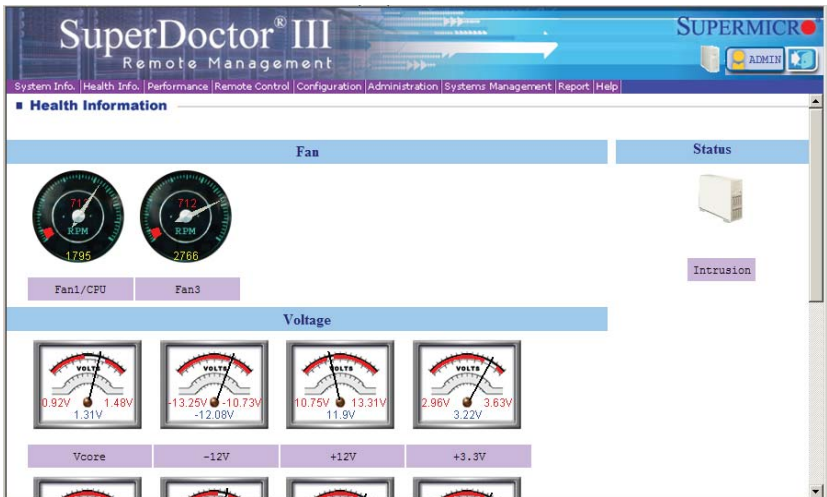 SuperDoctor® III
Remote Management
SUPERMICRO
ADMIN
System Info. Health Info. Performance Remote Control Configuration Administration Systems Management Report Help
Health Information
Fan
Status
712
RPM
1795
712
RPM
2766
Fan1/CPU
Fan3
Intrusion
Voltage
VOLTS
0.92V 1.48V
1.31V
VOLTS
-13.25V -10.73V
-12.08V
VOLTS
10.75V 13.31V
11.9V
VOLTS
2.96V 3.63V
3.22V
Vcore
-12V
+12V
+3.3V